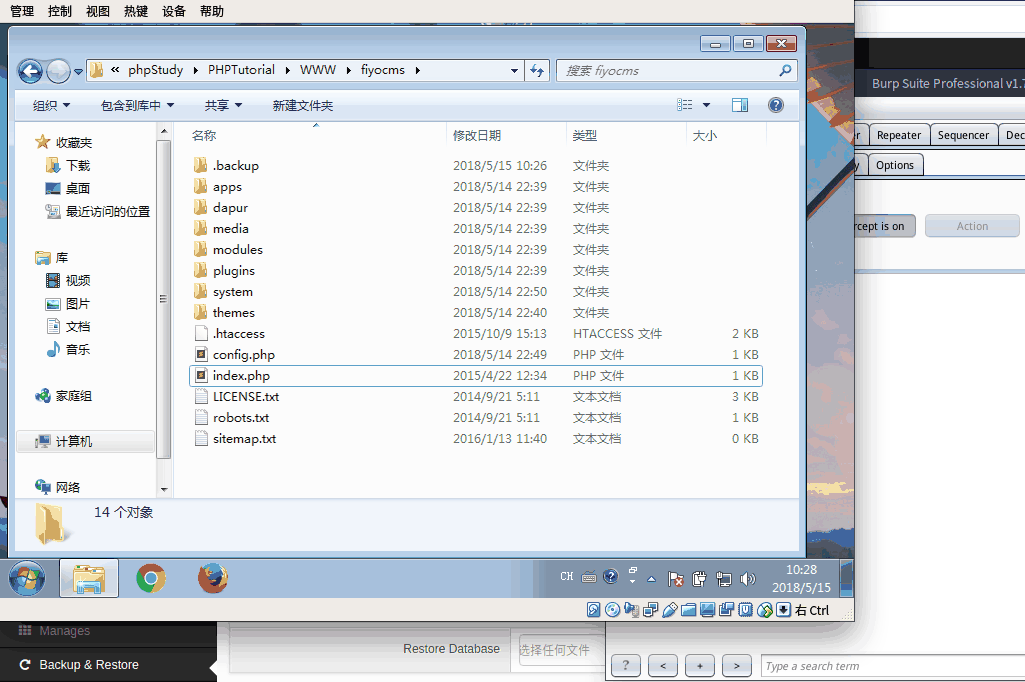 管理 控制 视图 热键 设备 帮助
« phpStudy PHPTutorial WWW fiyocms
搜索 fiyocms
组织 包含到库中 共享 新建文件夹
收藏夹
下载
桌面
最近访问的位置
库
视频
图片
文档
音乐
家庭组
计算机
网络
名称 修改日期 类型 大小
.backup 2018/5/15 10:26 文件夹
apps 2018/5/14 22:39 文件夹
dapur 2018/5/14 22:39 文件夹
media 2018/5/14 22:39 文件夹
modules 2018/5/14 22:39 文件夹
plugins 2018/5/14 22:39 文件夹
system 2018/5/14 22:50 文件夹
themes 2018/5/14 22:40 文件夹
.htaccess 2015/10/9 15:13 HTACCESS 文件 2 KB
config.php 2018/5/14 22:49 PHP 文件 1 KB
index.php 2015/4/22 12:34 PHP 文件 1 KB
LICENSE.txt 2014/9/21 5:11 文本文档 3 KB
robots.txt 2014/9/21 5:11 文本文档 1 KB
sitemap.txt 2016/1/13 11:40 文本文档 0 KB
14 个对象
CH
10:28
2018/5/15
右 Ctrl
Burp Suite Professional v1.7
er Repeater Sequencer Dec
y Options
rcept is on Action
Manages
Backup & Restore
Restore Database 选择任何文件
? < + > Type a search term